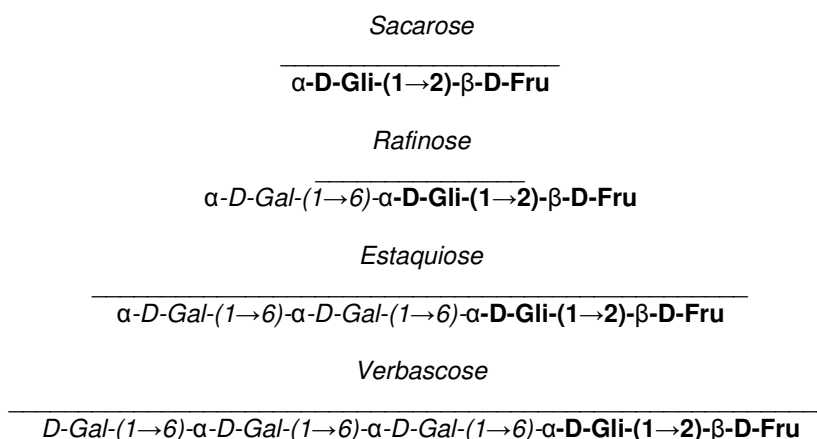 Sacarose
α-D-Gli-(1→2)-β-D-Fru
Rafinose
α-D-Gal-(1→6)-α-D-Gli-(1→2)-β-D-Fru
Estaquiose
α-D-Gal-(1→6)-α-D-Gal-(1→6)-α-D-Gli-(1→2)-β-D-Fru
Verbascose
D-Gal-(1→6)-α-D-Gal-(1→6)-α-D-Gal-(1→6)-α-D-Gli-(1→2)-β-D-Fru